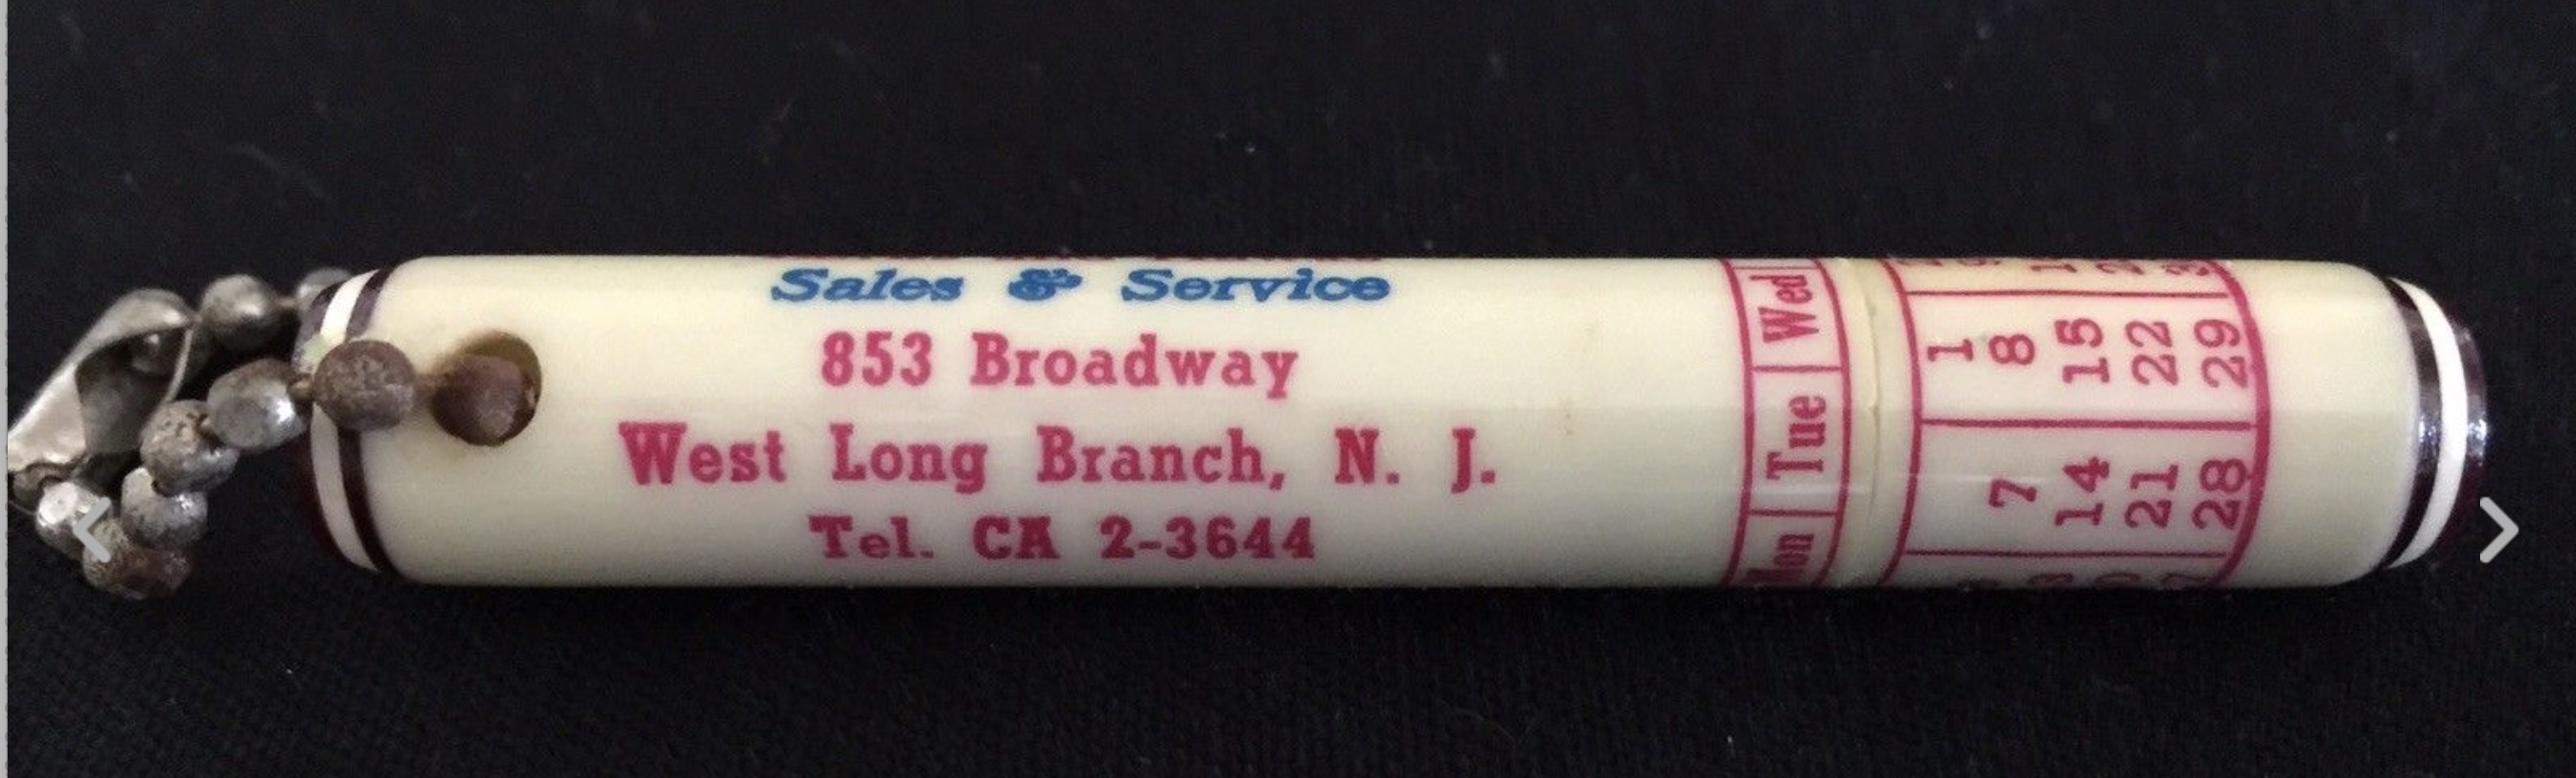 Sales & Service
853 Broadway
West Long Branch, N. J.
Tel. CA 2-3644
Wed
Tue
Mon
1
8
15
22
29
7
14
21
28